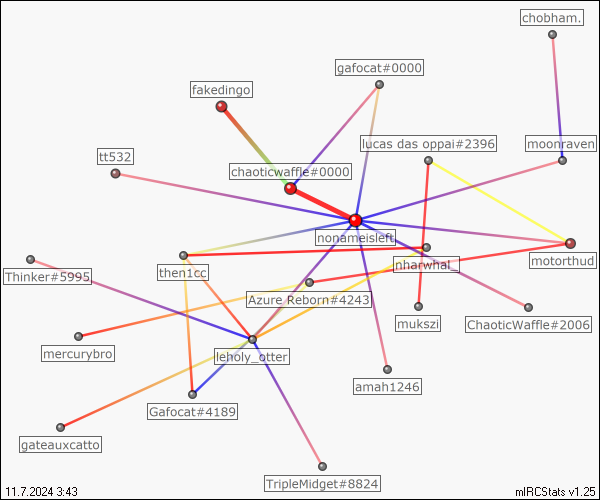 chobham.
gafocat#0000
fakedingo
lucas das oppai#2396
moonraven
tt532
chaoticwaffle#0000
nonameisleft
motorthud
nharwhal_
Thinker#5995
then1cc
Azure Reborn#4243
mukszi
ChaoticWaffle#2006
mercurybro
leholy_otter
amah1246
Gafocat#4189
gateauxcatto
TripleMidget#8824
11.7.2024 3:43
mIRCStats v1.25